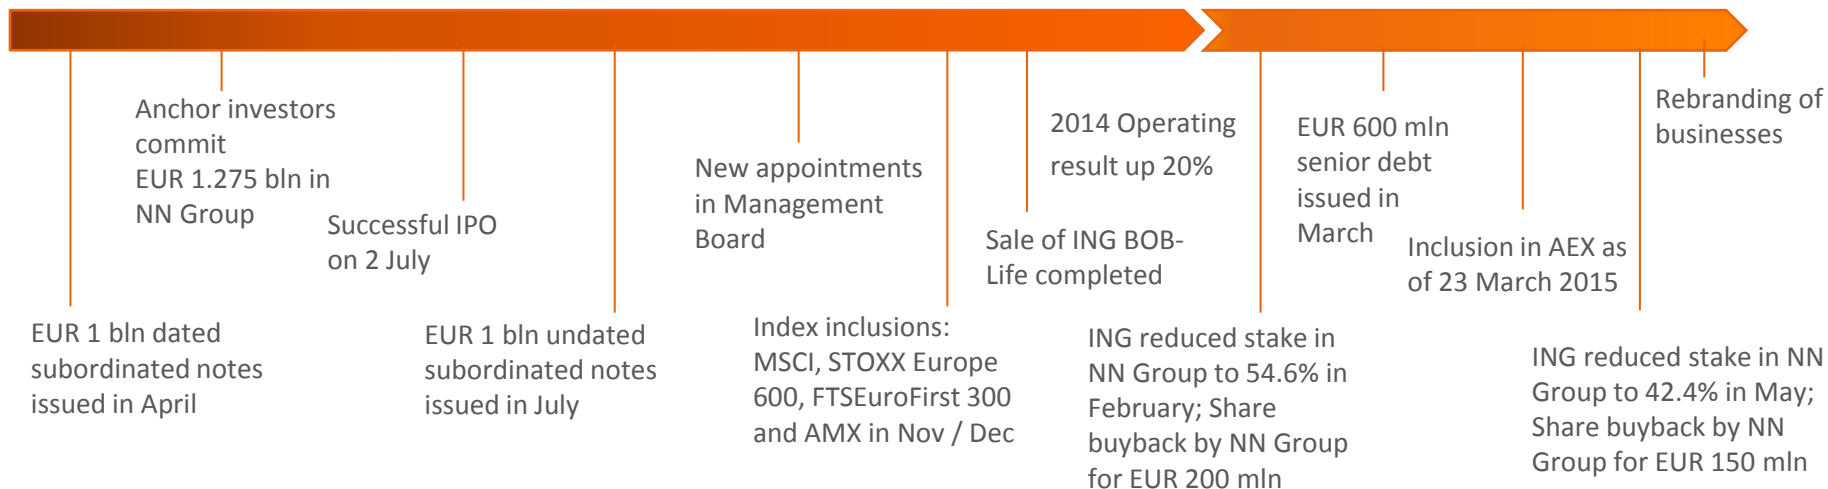 Anchor investors
commit
EUR 1.275 bln in
NN Group
Successful IPO
on 2 July
New appointments
in Management
Board
2014 Operating
result up 20%
Sale of ING BOB-
Life completed
EUR 600 mln
senior debt
issued in
March
Inclusion in AEX as
of 23 March 2015
Rebranding of
businesses
EUR 1 bln dated
subordinated notes
issued in April
EUR 1 bln undated
subordinated notes
issued in July
Index inclusions:
MSCI, STOXX Europe
600, FTSEuroFirst 300
and AMX in Nov / Dec
ING reduced stake in
NN Group to 54.6% in
February; Share
buyback by NN Group
for EUR 200 mln
ING reduced stake in NN
Group to 42.4% in May;
Share buyback by NN
Group for EUR 150 mln